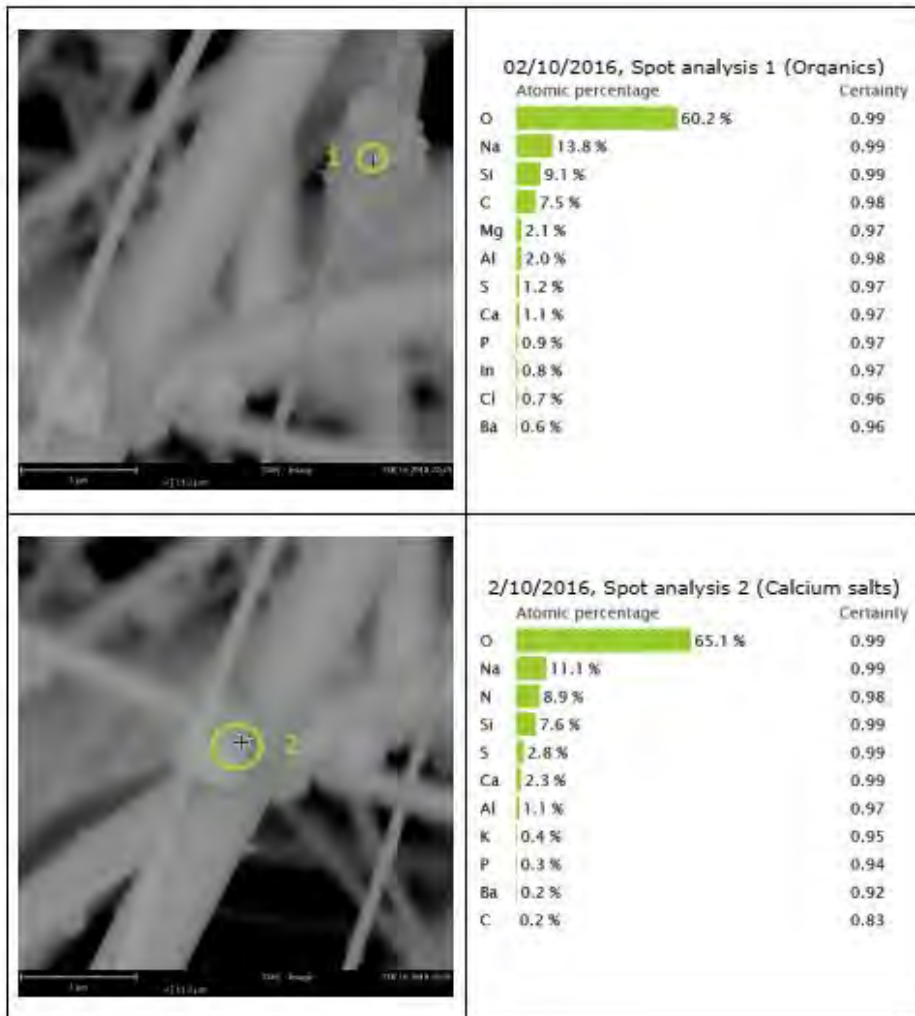 1
02/10/2016, Spot analysis 1 (Organics)
Atomic percentage Certainty
O 60.2 % 0.99
Na 13.8 % 0.99
Si 9.1 % 0.99
C 7.5 % 0.98
Mg 2.1 % 0.97
Al 2.0 % 0.98
S 1.2 % 0.97
Ca 1.1 % 0.97
P 0.9 % 0.97
In 0.8 % 0.97
Cl 0.7 % 0.96
Ba 0.6 % 0.96
2
2/10/2016, Spot analysis 2 (Calcium salts)
Atomic percentage Certainty
O 65.1 % 0.99
Na 11.1 % 0.99
N 8.9 % 0.98
Si 7.6 % 0.99
S 2.8 % 0.99
Ca 2.3 % 0.99
Al 1.1 % 0.97
K 0.4 % 0.95
P 0.3 % 0.94
Ba 0.2 % 0.92
C 0.2 % 0.83